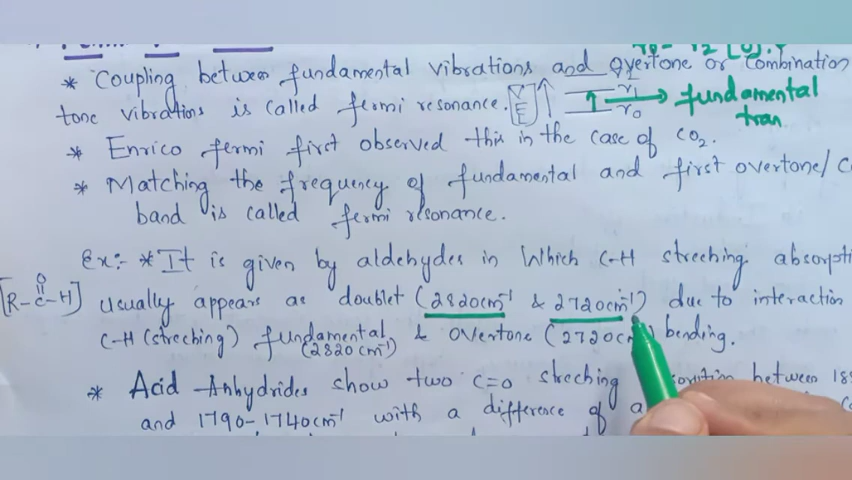 * Coupling between fundamental vibrations and overtone or Combination
tone vibrations is called fermi resonance. V.E V1 V0 → fundamental tran.
* Enrico fermi first observed this in the case of CO2.
* Matching the frequency of fundamental and first overtone/
band is called fermi resonance.
Ex:- * It is given by aldehydes in which C-H streching
[R-C-H] O usually appears as doublet (2820cm-1 & 2720cm-1) due to interaction
C-H (streching) fundamental (2820cm-1) & overtone (2720cm bending.
* Acid Anhydrides show two C=O streching between
and 1790-1740cm-1 with a difference of